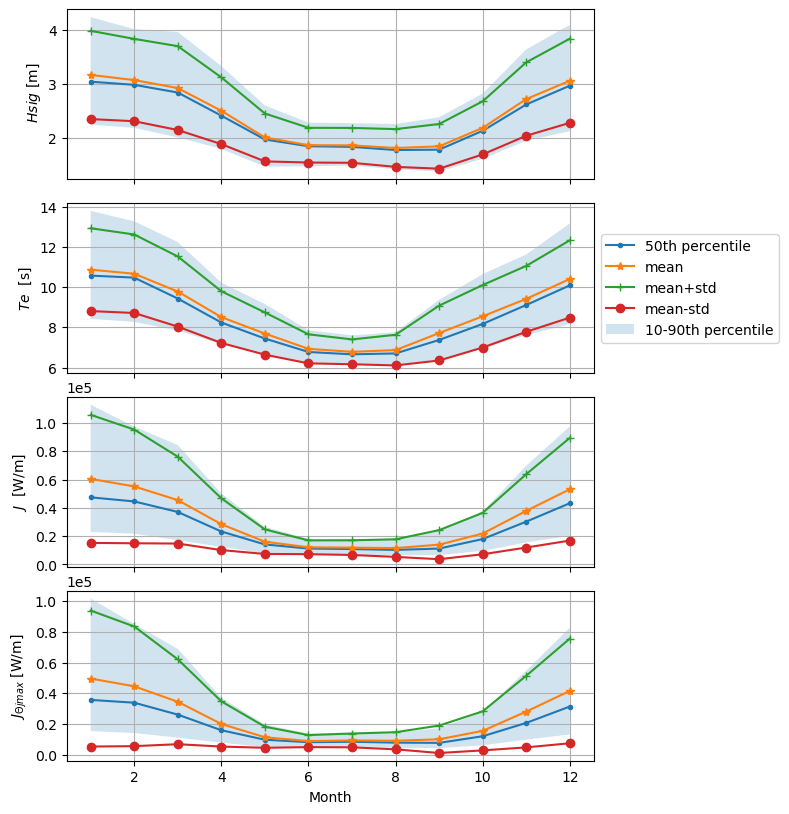 4
3
2
Hsig [m]
14
12
10
8
6
Te [s]
50th percentile
mean
mean+std
mean-std
10-90th percentile
1e5
1.0
0.8
0.6
0.4
0.2
0.0
J [W/m]
1e5
1.0
0.8
0.6
0.4
0.2
0.0
JΘjmax [W/m]
2 4 6 8 10 12
Month